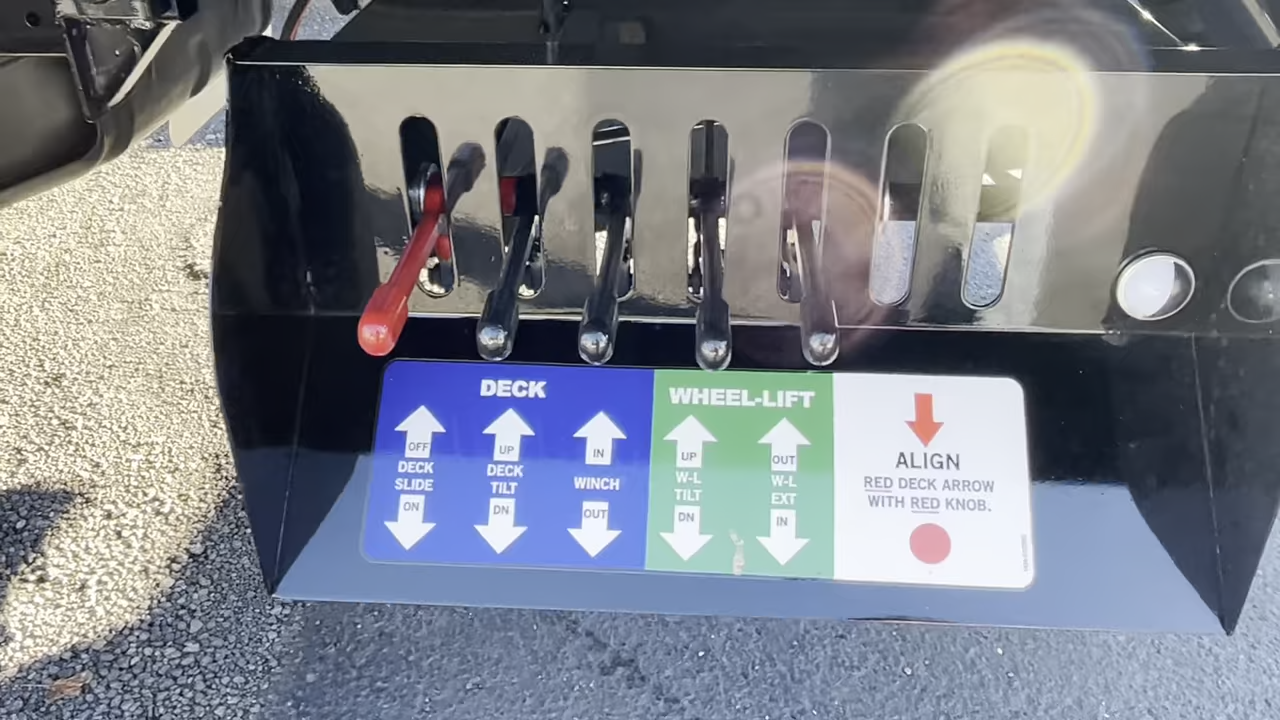 DECK
OFF
DECK
SLIDE
ON
UP
DECK
TILT
DN
IN
WINCH
OUT
WHEEL-LIFT
UP
W-L
TILT
DN
OUT
W-L
EXT
IN
ALIGN
RED DECK ARROW
WITH RED KNOB.